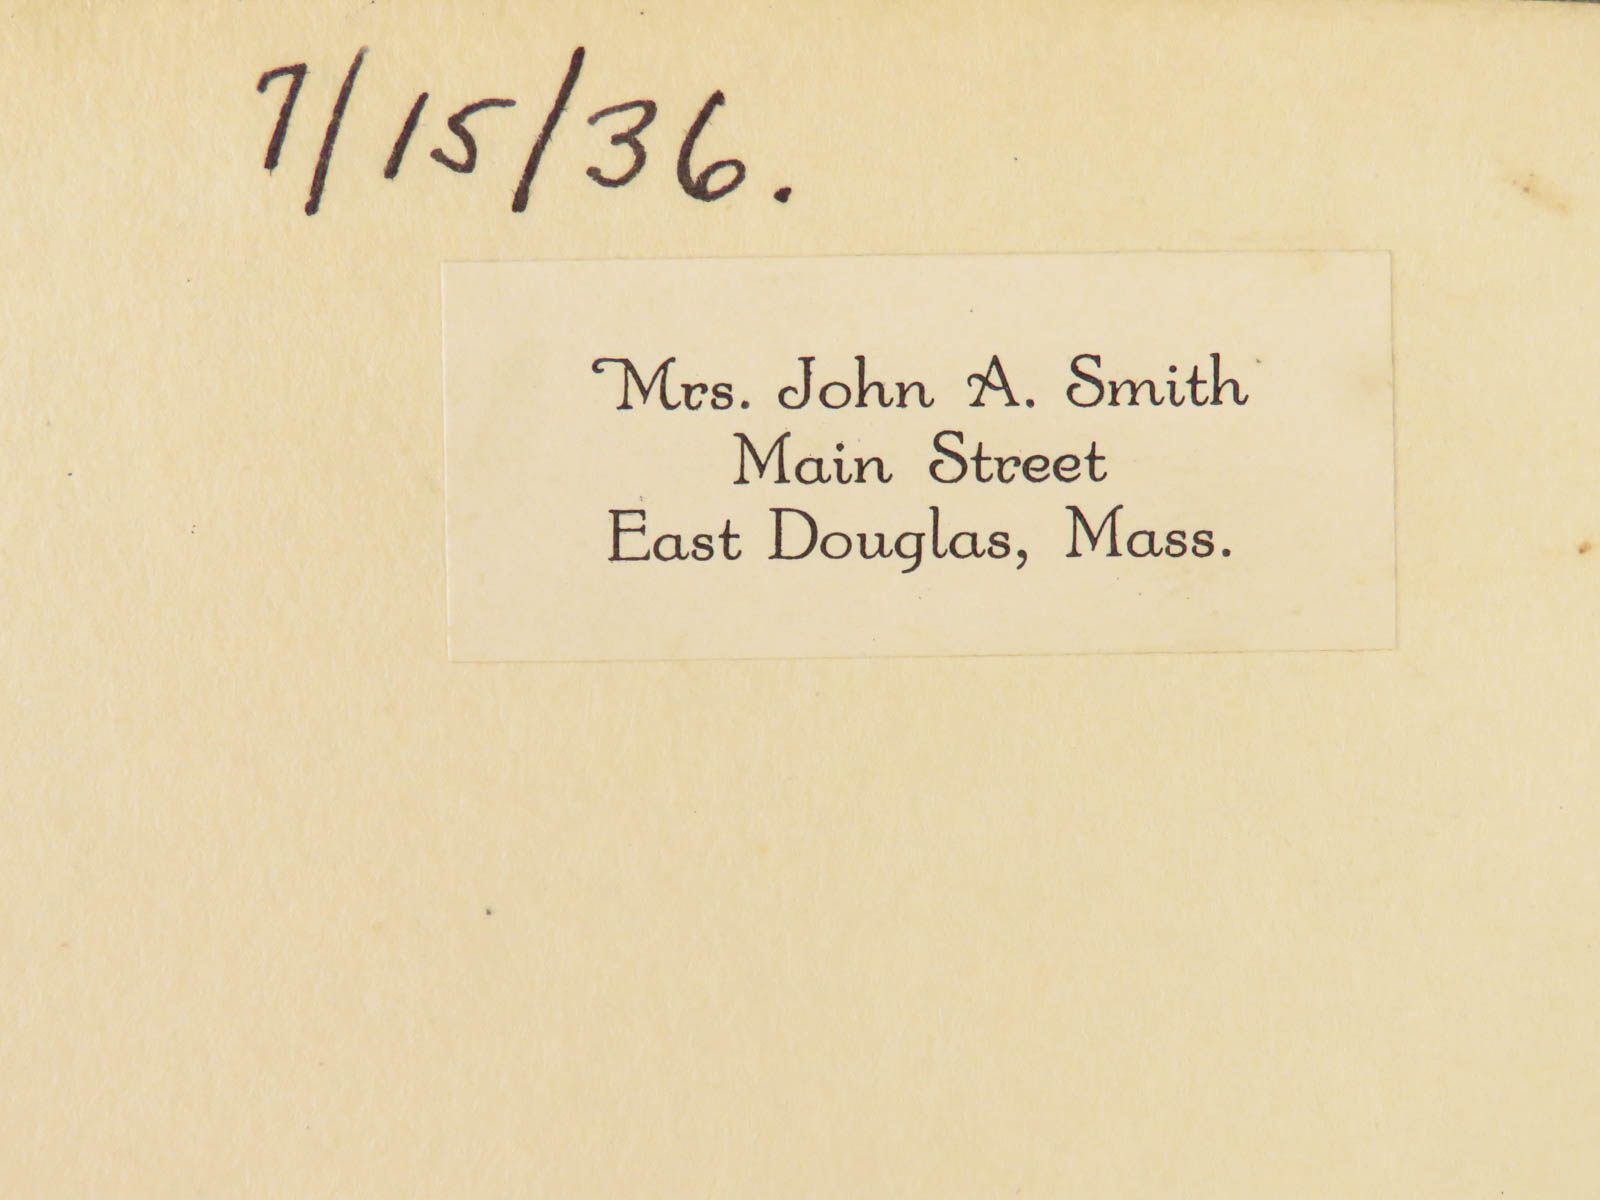 7/15/36.
Mrs. John A. Smith
Main Street
East Douglas, Mass.